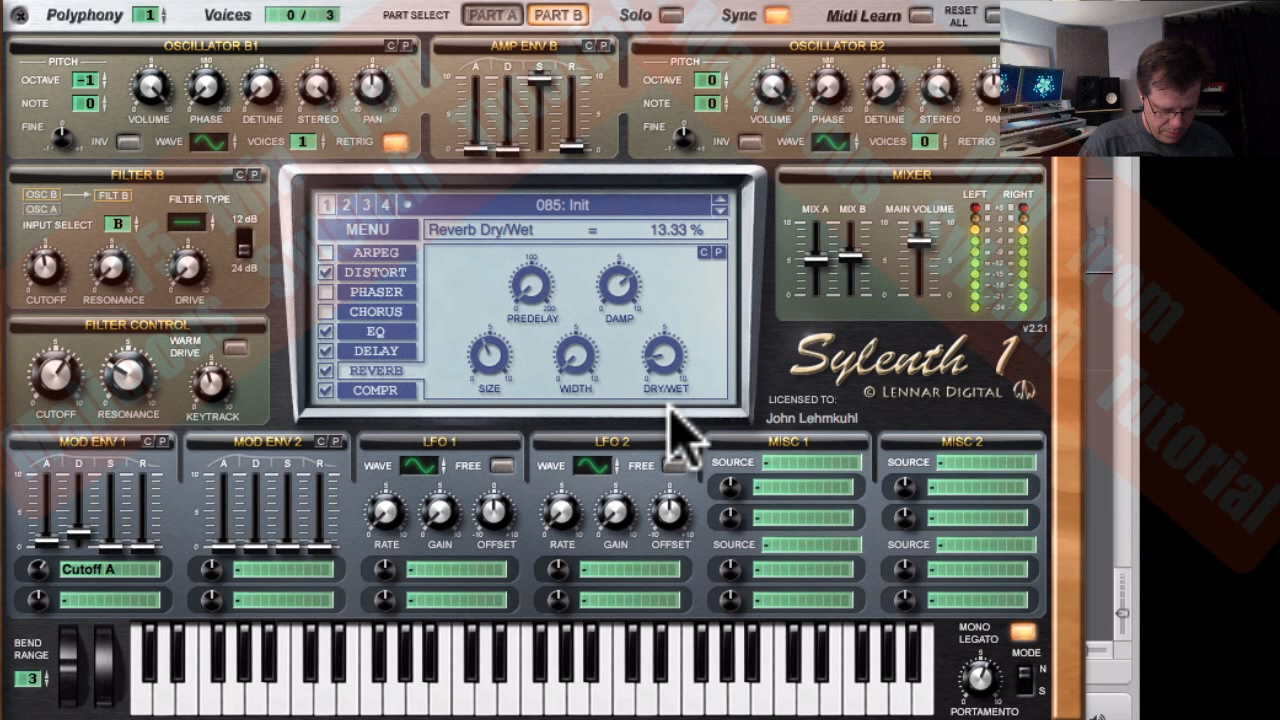 Polyphony 1 Voices 0 / 3 PART SELECT PART A PART B Solo Sync Midi Learn RESET ALL
OSCILLATOR B1 C P
PITCH
OCTAVE -1
NOTE 0
FINE
VOLUME PHASE DETUNE STEREO PAN
INV WAVE VOICES 1 RETRIG
AMP ENV B C P
A D S R
OSCILLATOR B2
PITCH
OCTAVE 0
NOTE 0
FINE
VOLUME PHASE DETUNE STEREO
INV WAVE VOICES 0 RETRIG
FILTER B C P
OSC B FILT B
OSC A
FILTER TYPE
INPUT SELECT B
12 dB
24 dB
CUTOFF RESONANCE DRIVE
FILTER CONTROL
WARM DRIVE
CUTOFF RESONANCE KEYTRACK
1 2 3 4 085: Init
MENU Reverb Dry/Wet = 13.33 %
ARPEG
DISTORT
PHASER
CHORUS
EQ
DELAY
REVERB
COMPR
C P
PREDELAY DAMP
SIZE WIDTH DRY/WET
MIXER
LEFT RIGHT
MIX A MIX B MAIN VOLUME
v2.21
Sylenth 1
© LENNAR DIGITAL
LICENSED TO:
John Lehmkuhl
MOD ENV 1 C P
A D S R
Cutoff A
MOD ENV 2 C P
A D S R
LFO 1
WAVE FREE
RATE GAIN OFFSET
LFO 2
WAVE FREE
RATE GAIN OFFSET
MISC 1
SOURCE
SOURCE
MISC 2
SOURCE
SOURCE
BEND RANGE
3
MONO LEGATO
MODE
N
S
PORTAMENTO
Tutorial